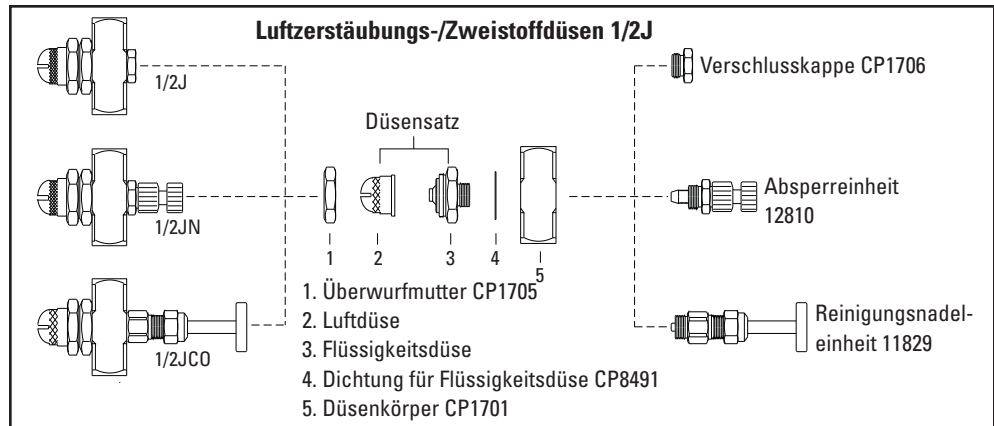 Luftzerstäubungs-/Zweistoffdüsen 1/2J
1/2J
1/2JN
1/2JCO
Düsensatz
1
2
3
4
5
1. Überwurfmutter CP1705
2. Luftdüse
3. Flüssigkeitsdüse
4. Dichtung für Flüssigkeitsdüse CP8491
5. Düsenkörper CP1701
Verschlusskappe CP1706
Absperreinheit
12810
Reinigungsnadel-
einheit 11829